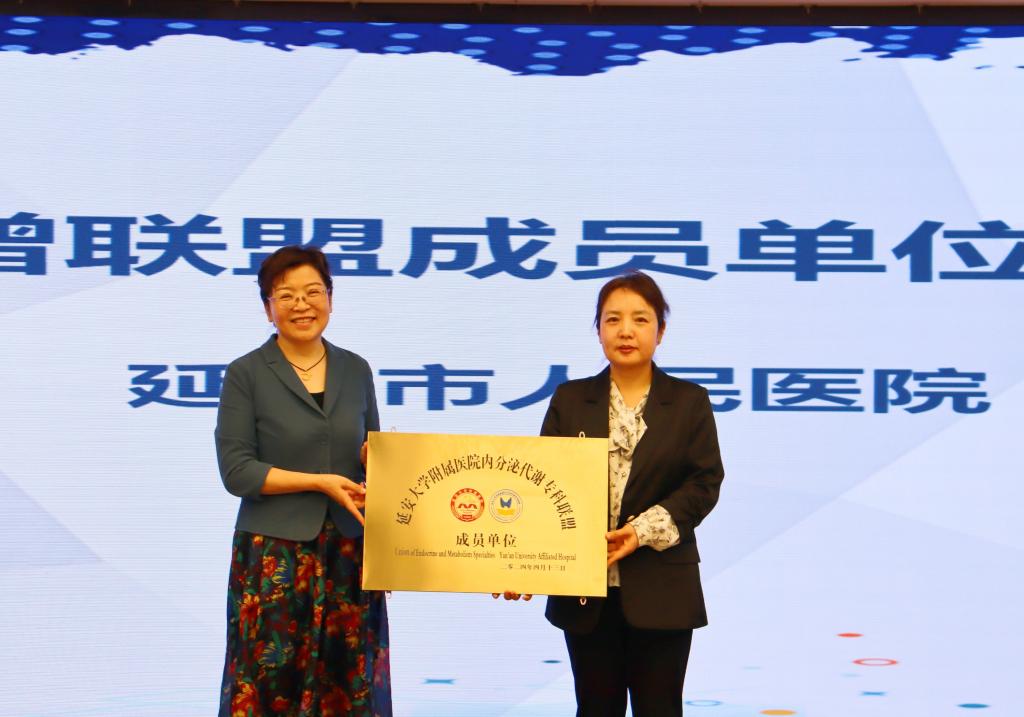 增联盟成员单位
延 市人民医院
延安大学附属医院内分泌代谢专科联盟
成员单位
Union of Endocrine and Metabolism Specialties Yan'an University Affiliated Hospital
二〇二四年四月十三日